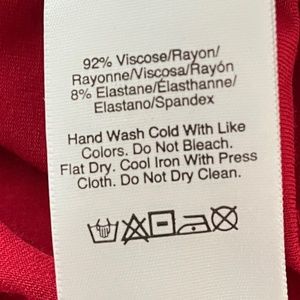 92% Viscose/Rayon/
Rayonne/Viscosa/Rayón
8% Elastane/Élasthanne/
Elastano/Spandex
Hand Wash Cold With Like
Colors. Do Not Bleach.
Flat Dry. Cool Iron With Press
Cloth. Do Not Dry Clean.